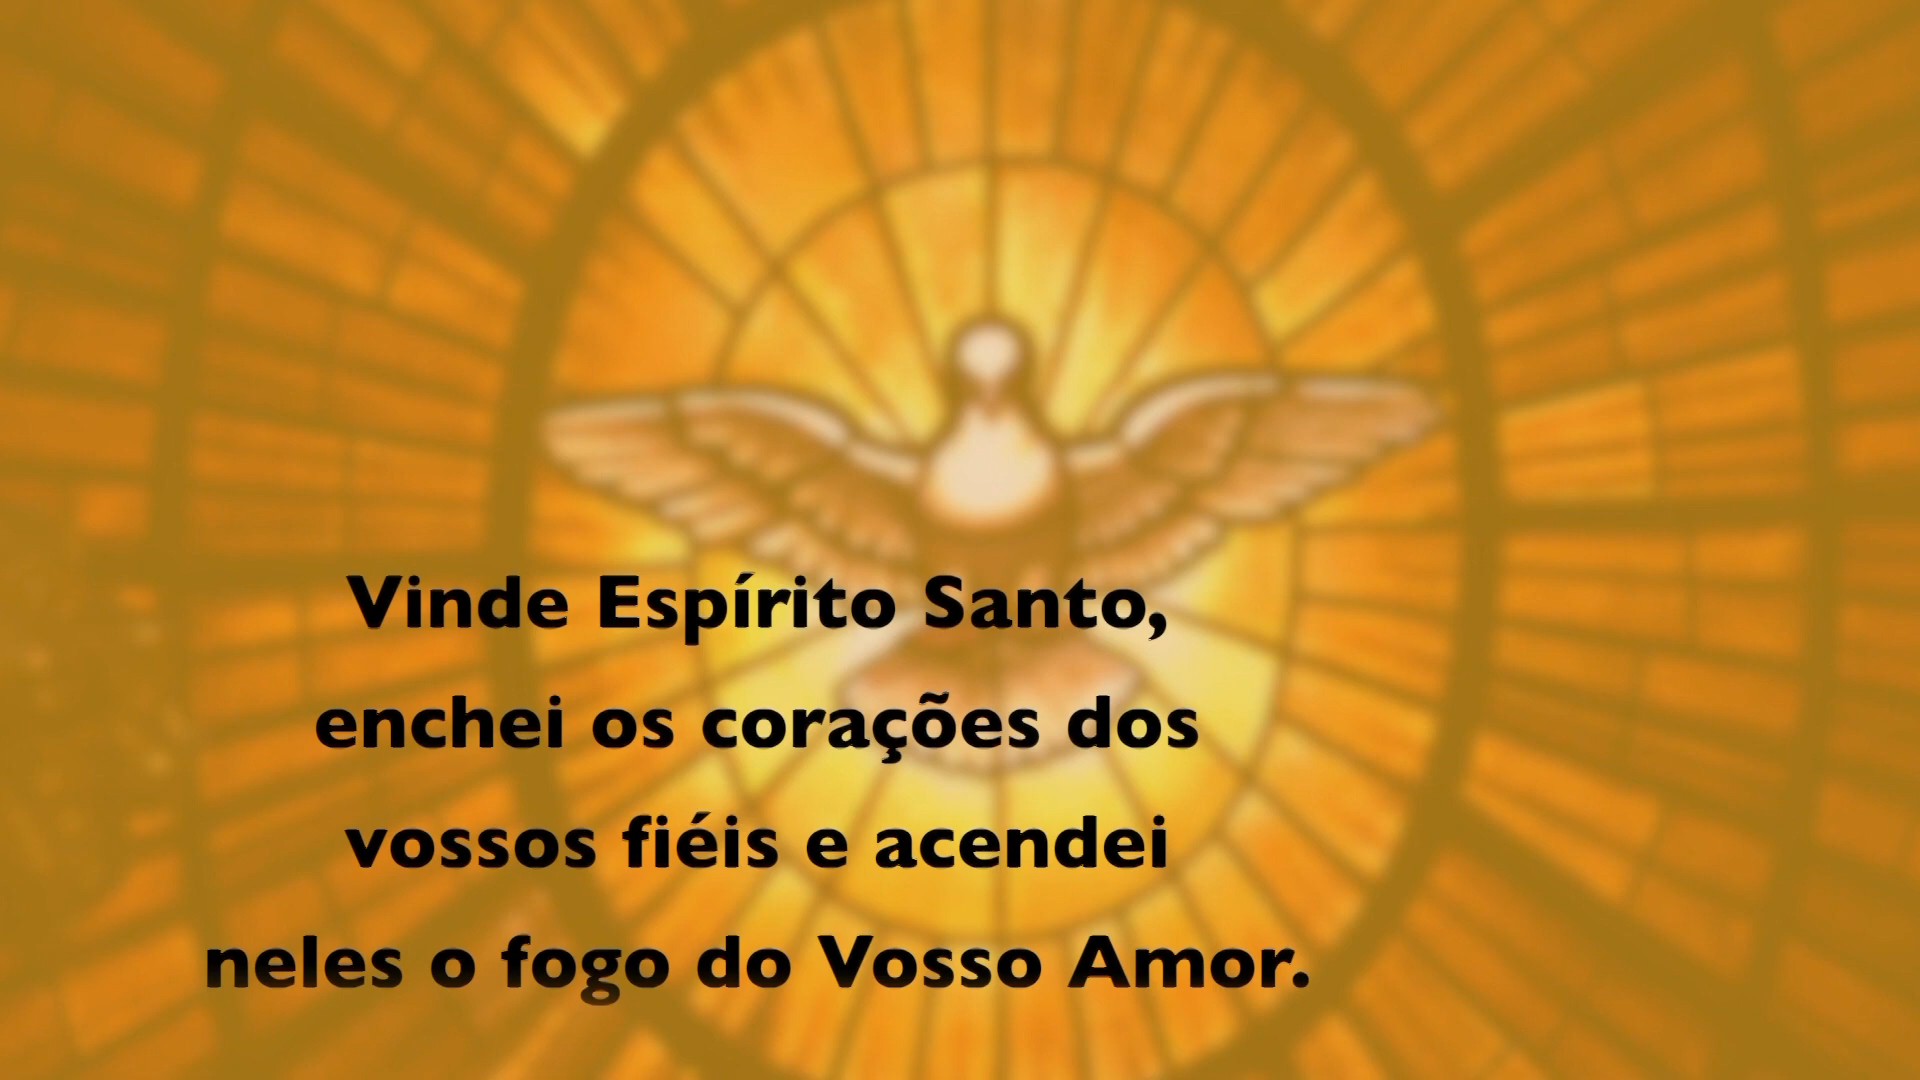 Vinde Espírito Santo,
enchei os corações dos
vossos fiéis e acendei
neles o fogo do Vosso Amor.